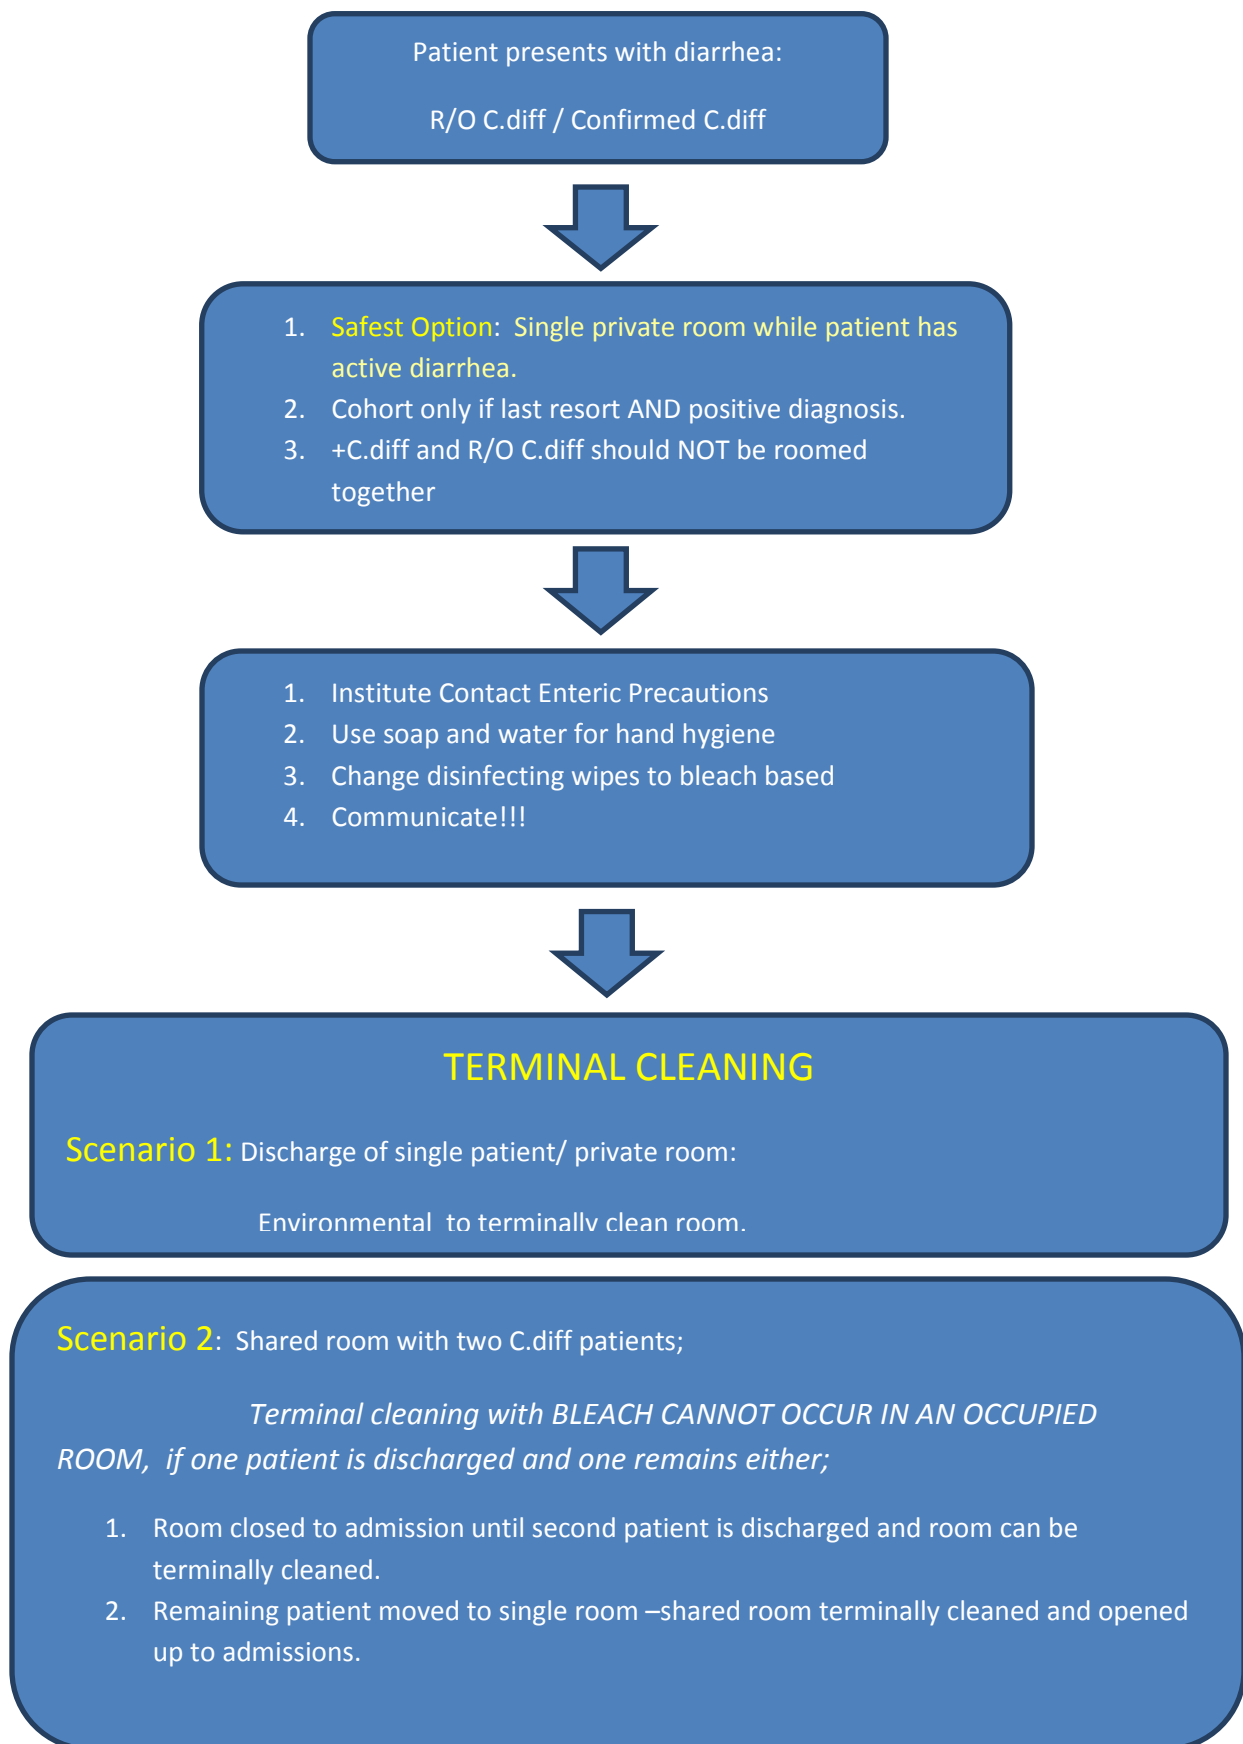 Patient presents with diarrhea:
R/O C.diff / Confirmed C.diff
1. Safest Option: Single private room while patient has
active diarrhea.
2. Cohort only if last resort AND positive diagnosis.
3. +C.diff and R/O C.diff should NOT be roomed
together
1. Institute Contact Enteric Precautions
2. Use soap and water for hand hygiene
3. Change disinfecting wipes to bleach based
4. Communicate!!!
TERMINAL CLEANING
Scenario 1: Discharge of single patient/ private room:
Environmental to terminally clean room.
Scenario 2: Shared room with two C.diff patients;
Terminal cleaning with BLEACH CANNOT OCCUR IN AN OCCUPIED
ROOM, if one patient is discharged and one remains either;
1. Room closed to admission until second patient is discharged and room can be
terminally cleaned.
2. Remaining patient moved to single room –shared room terminally cleaned and opened
up to admissions.